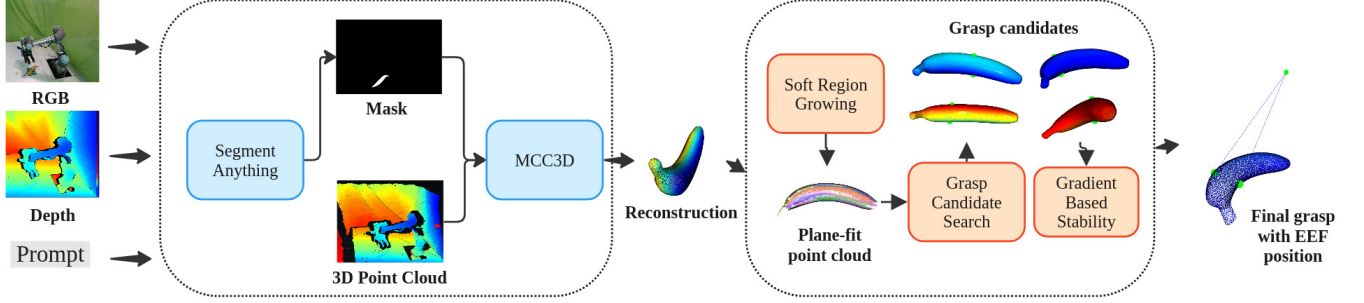 RGB
Depth
Prompt
Segment
Anything
Mask
3D Point Cloud
MCC3D
Reconstruction
Soft Region
Growing
Plane-fit
point cloud
Grasp candidates
Grasp
Candidate
Search
Gradient
Based
Stability
Final grasp
with EEF
position